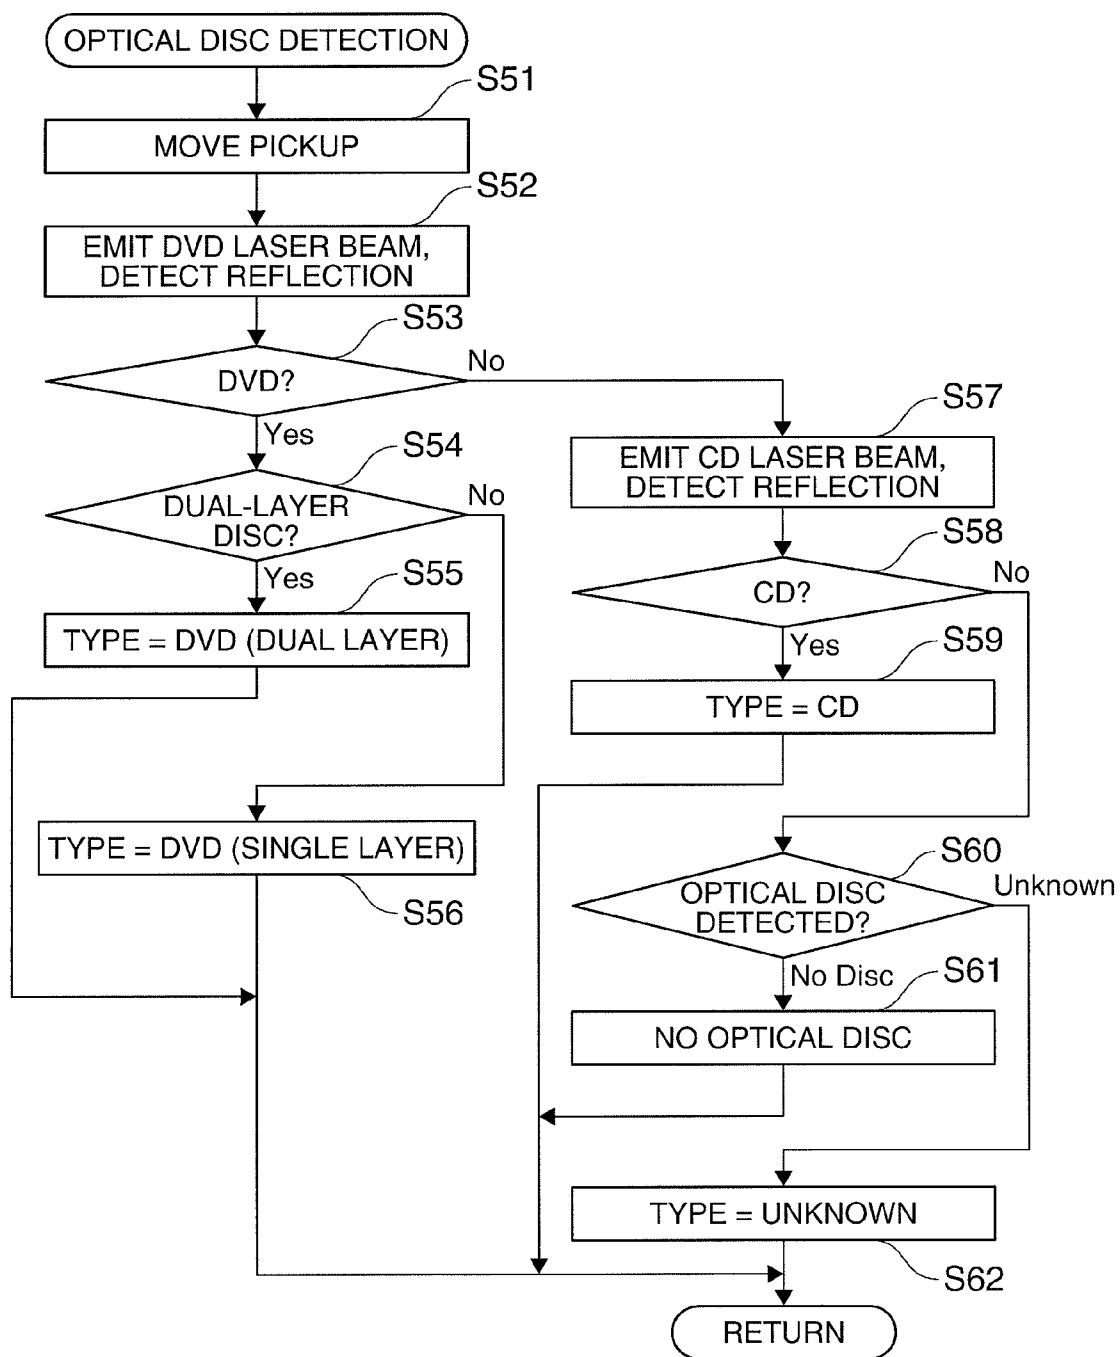 OPTICAL DISC DETECTION
S51
MOVE PICKUP
S52
EMIT DVD LASER BEAM,
DETECT REFLECTION
S53
DVD?
No
Yes
S54
DUAL-LAYER
DISC?
No
Yes
S55
TYPE = DVD (DUAL LAYER)
TYPE = DVD (SINGLE LAYER)
S56
S57
EMIT CD LASER BEAM,
DETECT REFLECTION
S58
CD?
No
Yes
S59
TYPE = CD
S60
OPTICAL DISC
DETECTED?
Unknown
No Disc
S61
NO OPTICAL DISC
TYPE = UNKNOWN
S62
RETURN